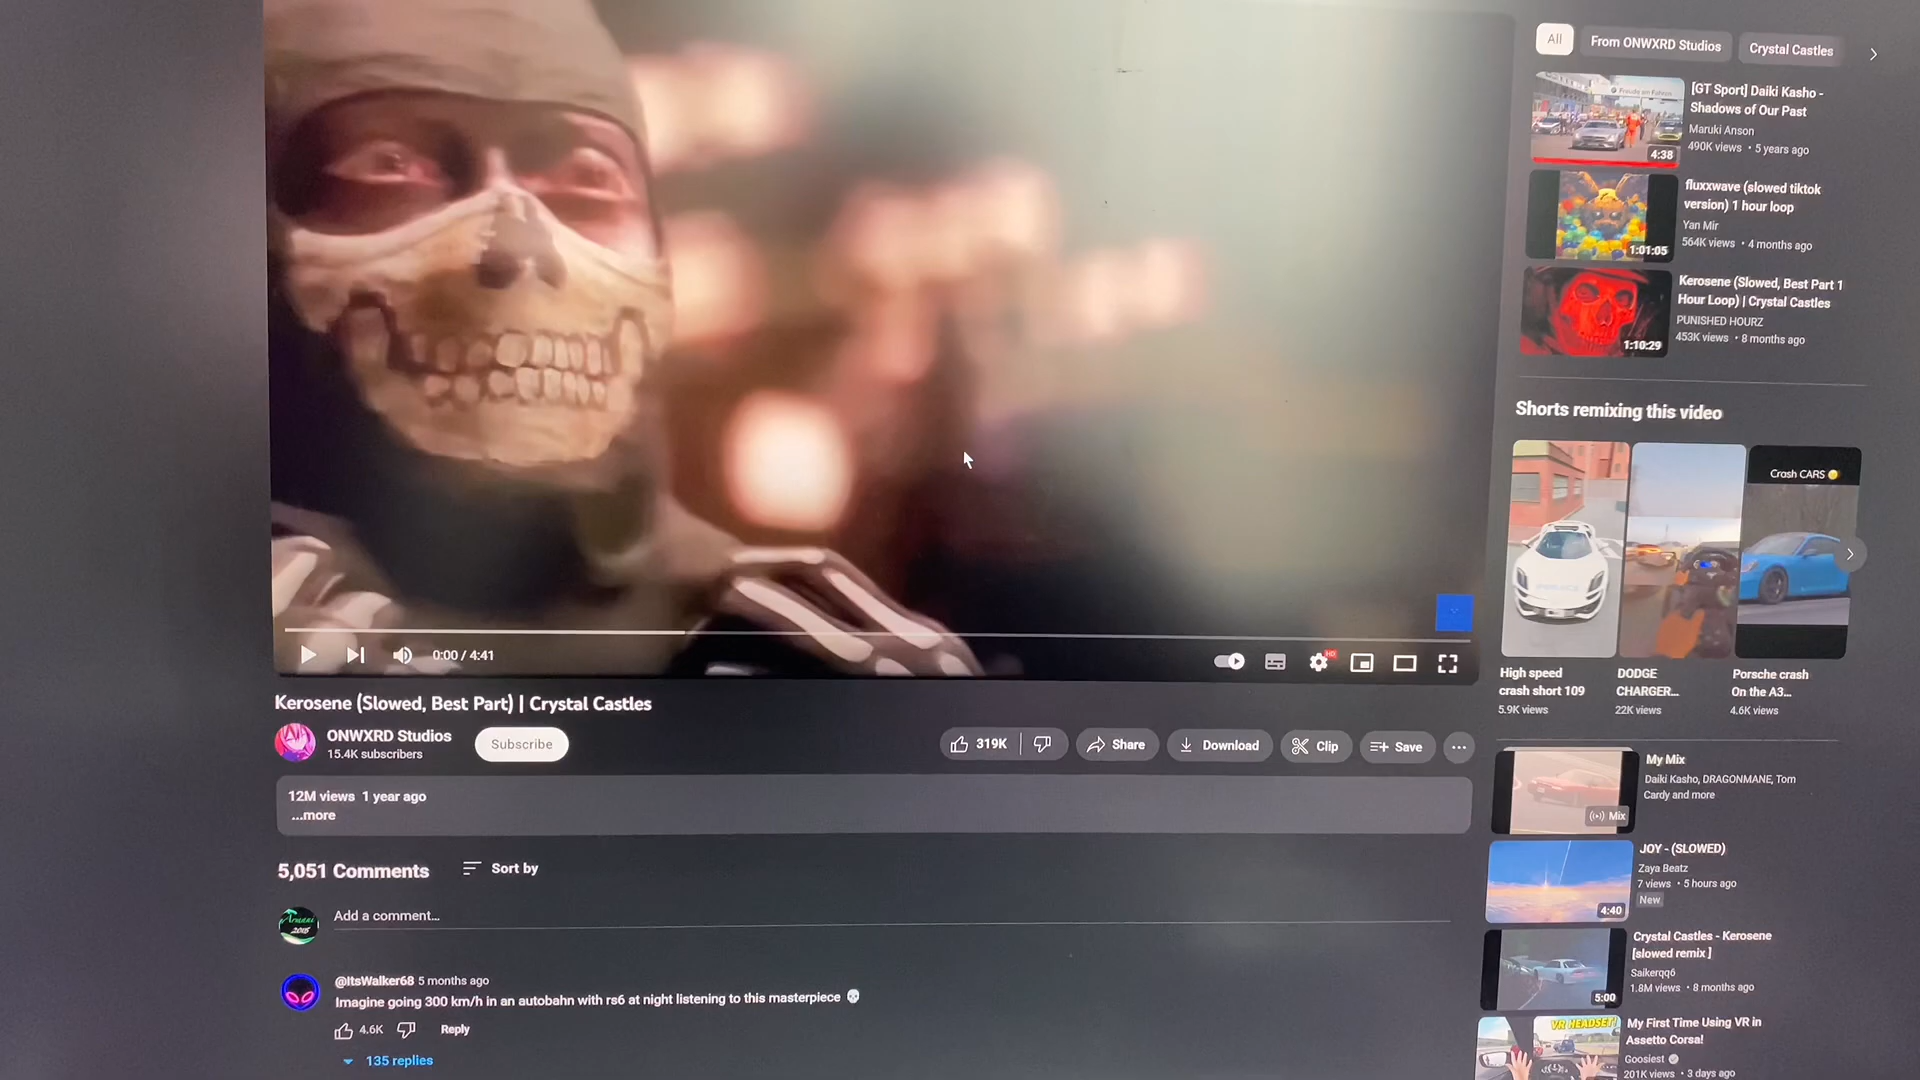 All
From ONWXRD Studios
Crystal Castles
[GT Sport] Daiki Kasho -
Shadows of Our Past
Maruki Anson
490K views • 5 years ago
4:38
fluxxwave (slowed tiktok
version) 1 hour loop
Yan Mir
564K views • 4 months ago
1:01:05
Kerosene (Slowed, Best Part 1
Hour Loop) | Crystal Castles
PUNISHED HOURZ
453K views • 8 months ago
1:10:29
Shorts remixing this video
Crash CARS
High speed
crash short 109
5.9K views
DODGE
CHARGER...
22K views
Porsche crash
On the A3...
4.6K views
0:00 / 4:41
HD
Kerosene (Slowed, Best Part) | Crystal Castles
ONWXRD Studios
15.4K subscribers
Subscribe
319K
Share
Download
Clip
Save
12M views 1 year ago
...more
5,051 Comments
Sort by
Add a comment...
@ItsWalker68 5 months ago
Imagine going 300 km/h in an autobahn with rs6 at night listening to this masterpiece 💀
4.6K
Reply
135 replies
My Mix
Daiki Kasho, DRAGONMANE, Tom
Cardy and more
Mix
JOY - (SLOWED)
Zaya Beatz
7 views • 5 hours ago
New
4:40
Crystal Castles - Kerosene
[slowed remix ]
Saikerqq6
1.8M views • 8 months ago
5:00
VR HEADSET!
My First Time Using VR in
Assetto Corsa!
Goosiest
201K views • 3 days ago